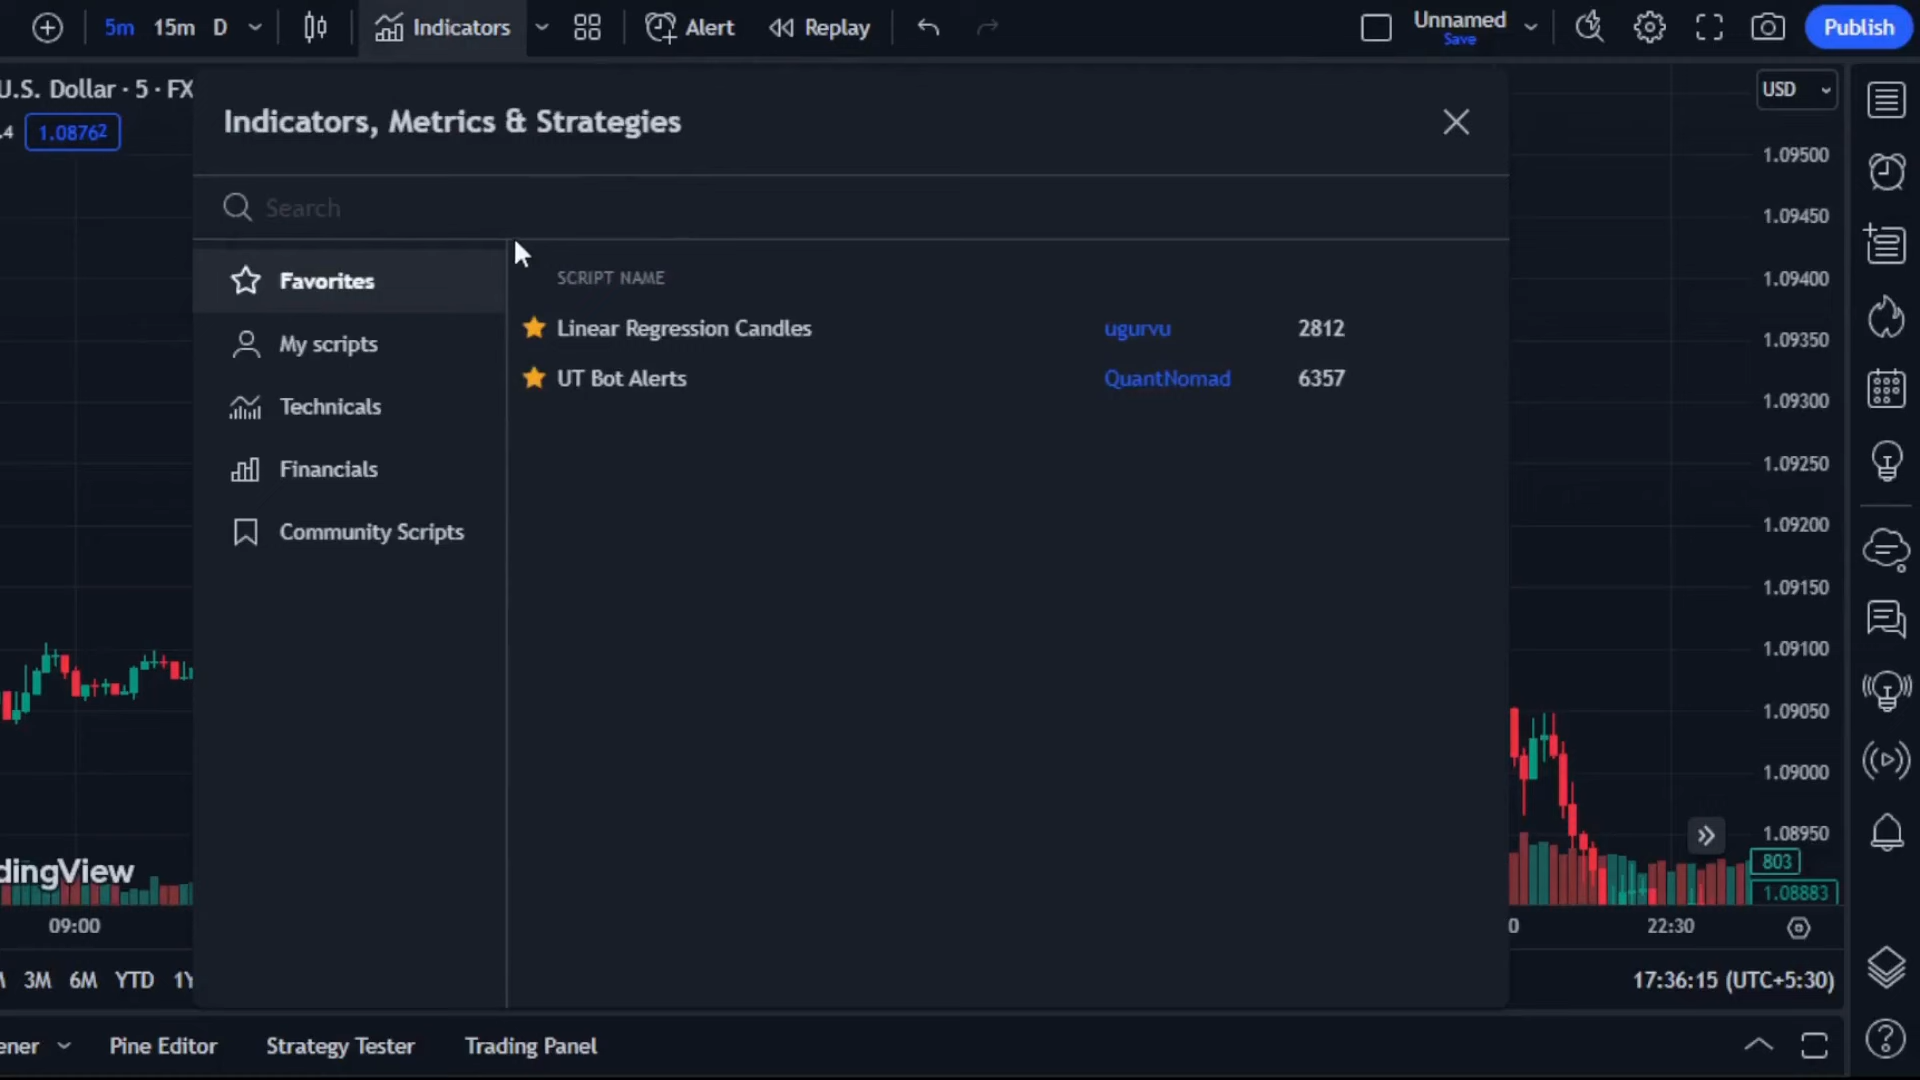 5m 15m D Indicators Alert Replay Unnamed Publish
Save
U.S. Dollar · 5 · FX USD
.4 1.08762
Indicators, Metrics & Strategies
Search
Favorites
My scripts
Technicals
Financials
Community Scripts
SCRIPT NAME
Linear Regression Candles ugurvu 2812
UT Bot Alerts QuantNomad 6357
1.09500
1.09450
1.09400
1.09350
1.09300
1.09250
1.09200
1.09150
1.09100
1.09050
1.09000
1.08950
803
1.08883
dingView
09:00 0 22:30
3M 6M YTD 1Y 17:36:15 (UTC+5:30)
ener Pine Editor Strategy Tester Trading Panel